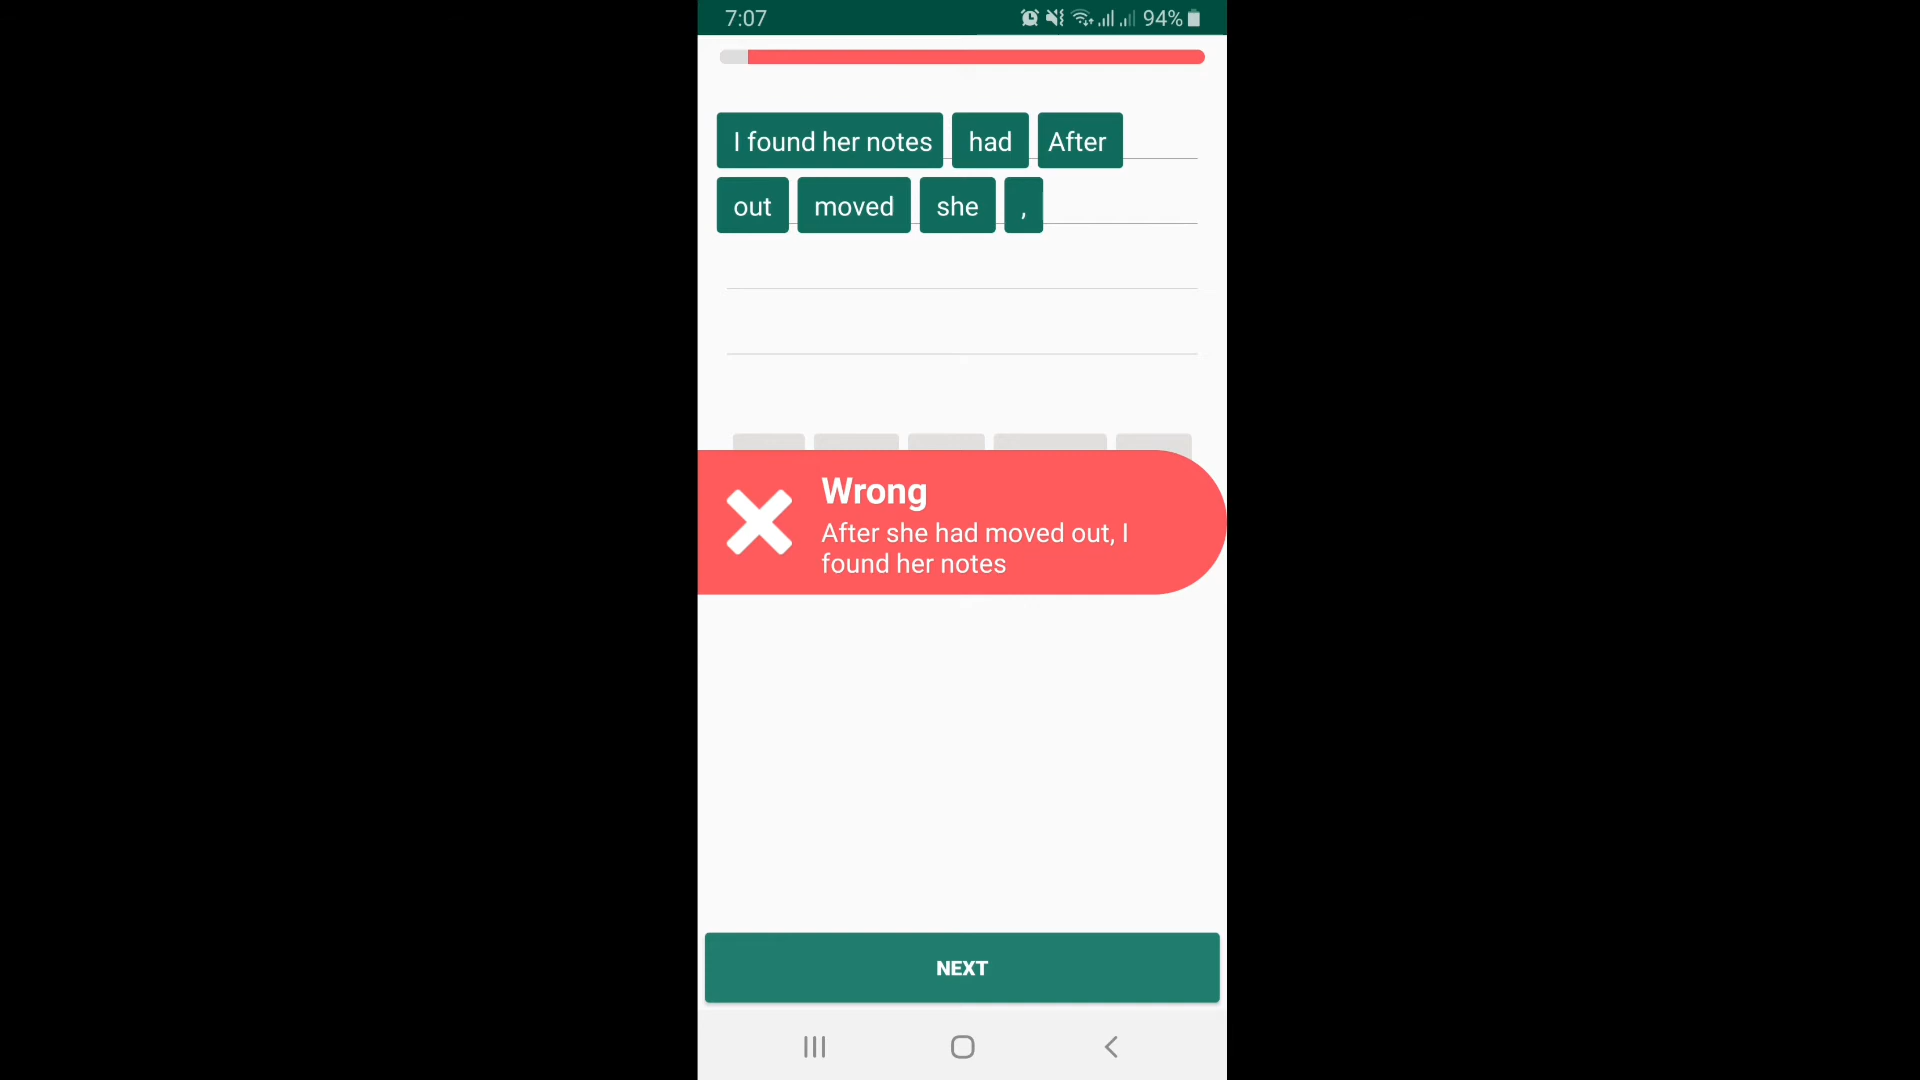 7:07 94%
I found her notes had After
out moved she ,
Wrong
After she had moved out, I
found her notes
NEXT